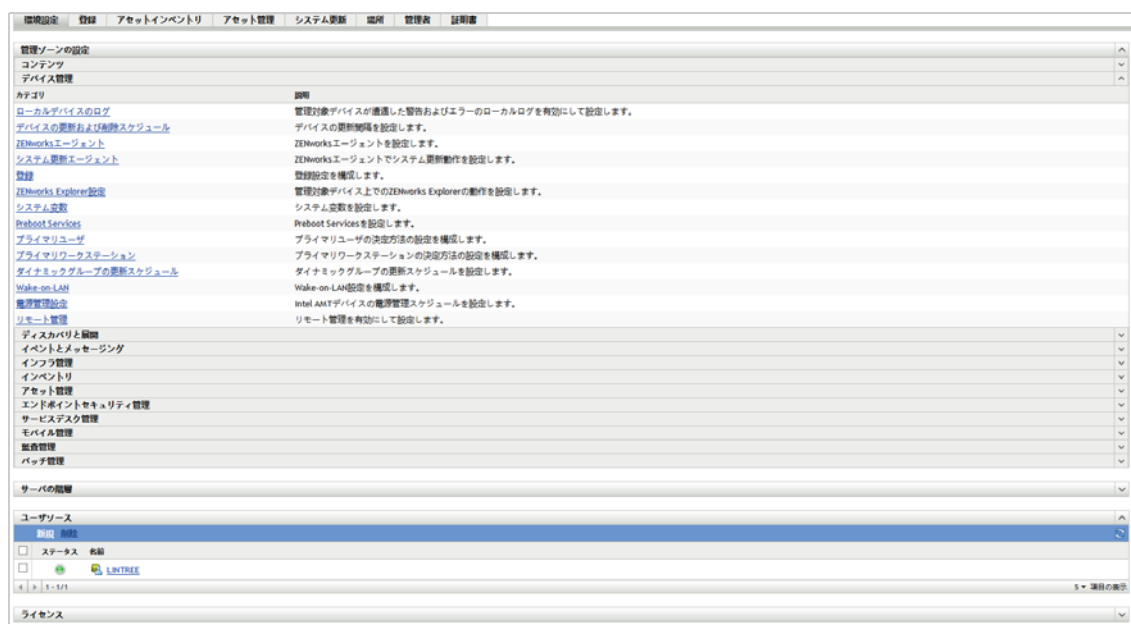 環境設定 登録 アセットインベントリ アセット管理 システム更新 場所 管理者 証明書
管理ゾーンの設定
コンテンツ
デバイス管理
カテゴリ 説明
ローカルデバイスのログ 管理対象デバイスが遭遇した警告およびエラーのローカルログを有効にして設定します。
デバイスの更新および削除スケジュール デバイスの更新間隔を設定します。
ZENworksエージェント ZENworksエージェントを設定します。
システム更新エージェント ZENworksエージェントでシステム更新動作を設定します。
登録 登録設定を構成します。
ZENworks Explorer設定 管理対象デバイス上でのZENworks Explorerの動作を設定します。
システム変数 システム変数を設定します。
Preboot Services Preboot Servicesを設定します。
プライマリユーザ プライマリユーザの決定方法の設定を構成します。
プライマリワークステーション プライマリワークステーションの決定方法の設定を構成します。
ダイナミックグループの更新スケジュール ダイナミックグループの更新スケジュールを設定します。
Wake-on-LAN Wake-on-LAN設定を構成します。
電源管理設定 Intel AMTデバイスの電源管理スケジュールを設定します。
リモート管理 リモート管理を有効にして設定します。
ディスカバリと展開
イベントとメッセージング
インフラ管理
インベントリ
アセット管理
エンドポイントセキュリティ管理
サービスデスク管理
モバイル管理
監査管理
パッチ管理
サーバの階層
ユーザソース
新規 削除
ステータス 名前
LINTREE
1 - 1/1 5 項目の表示
ライセンス